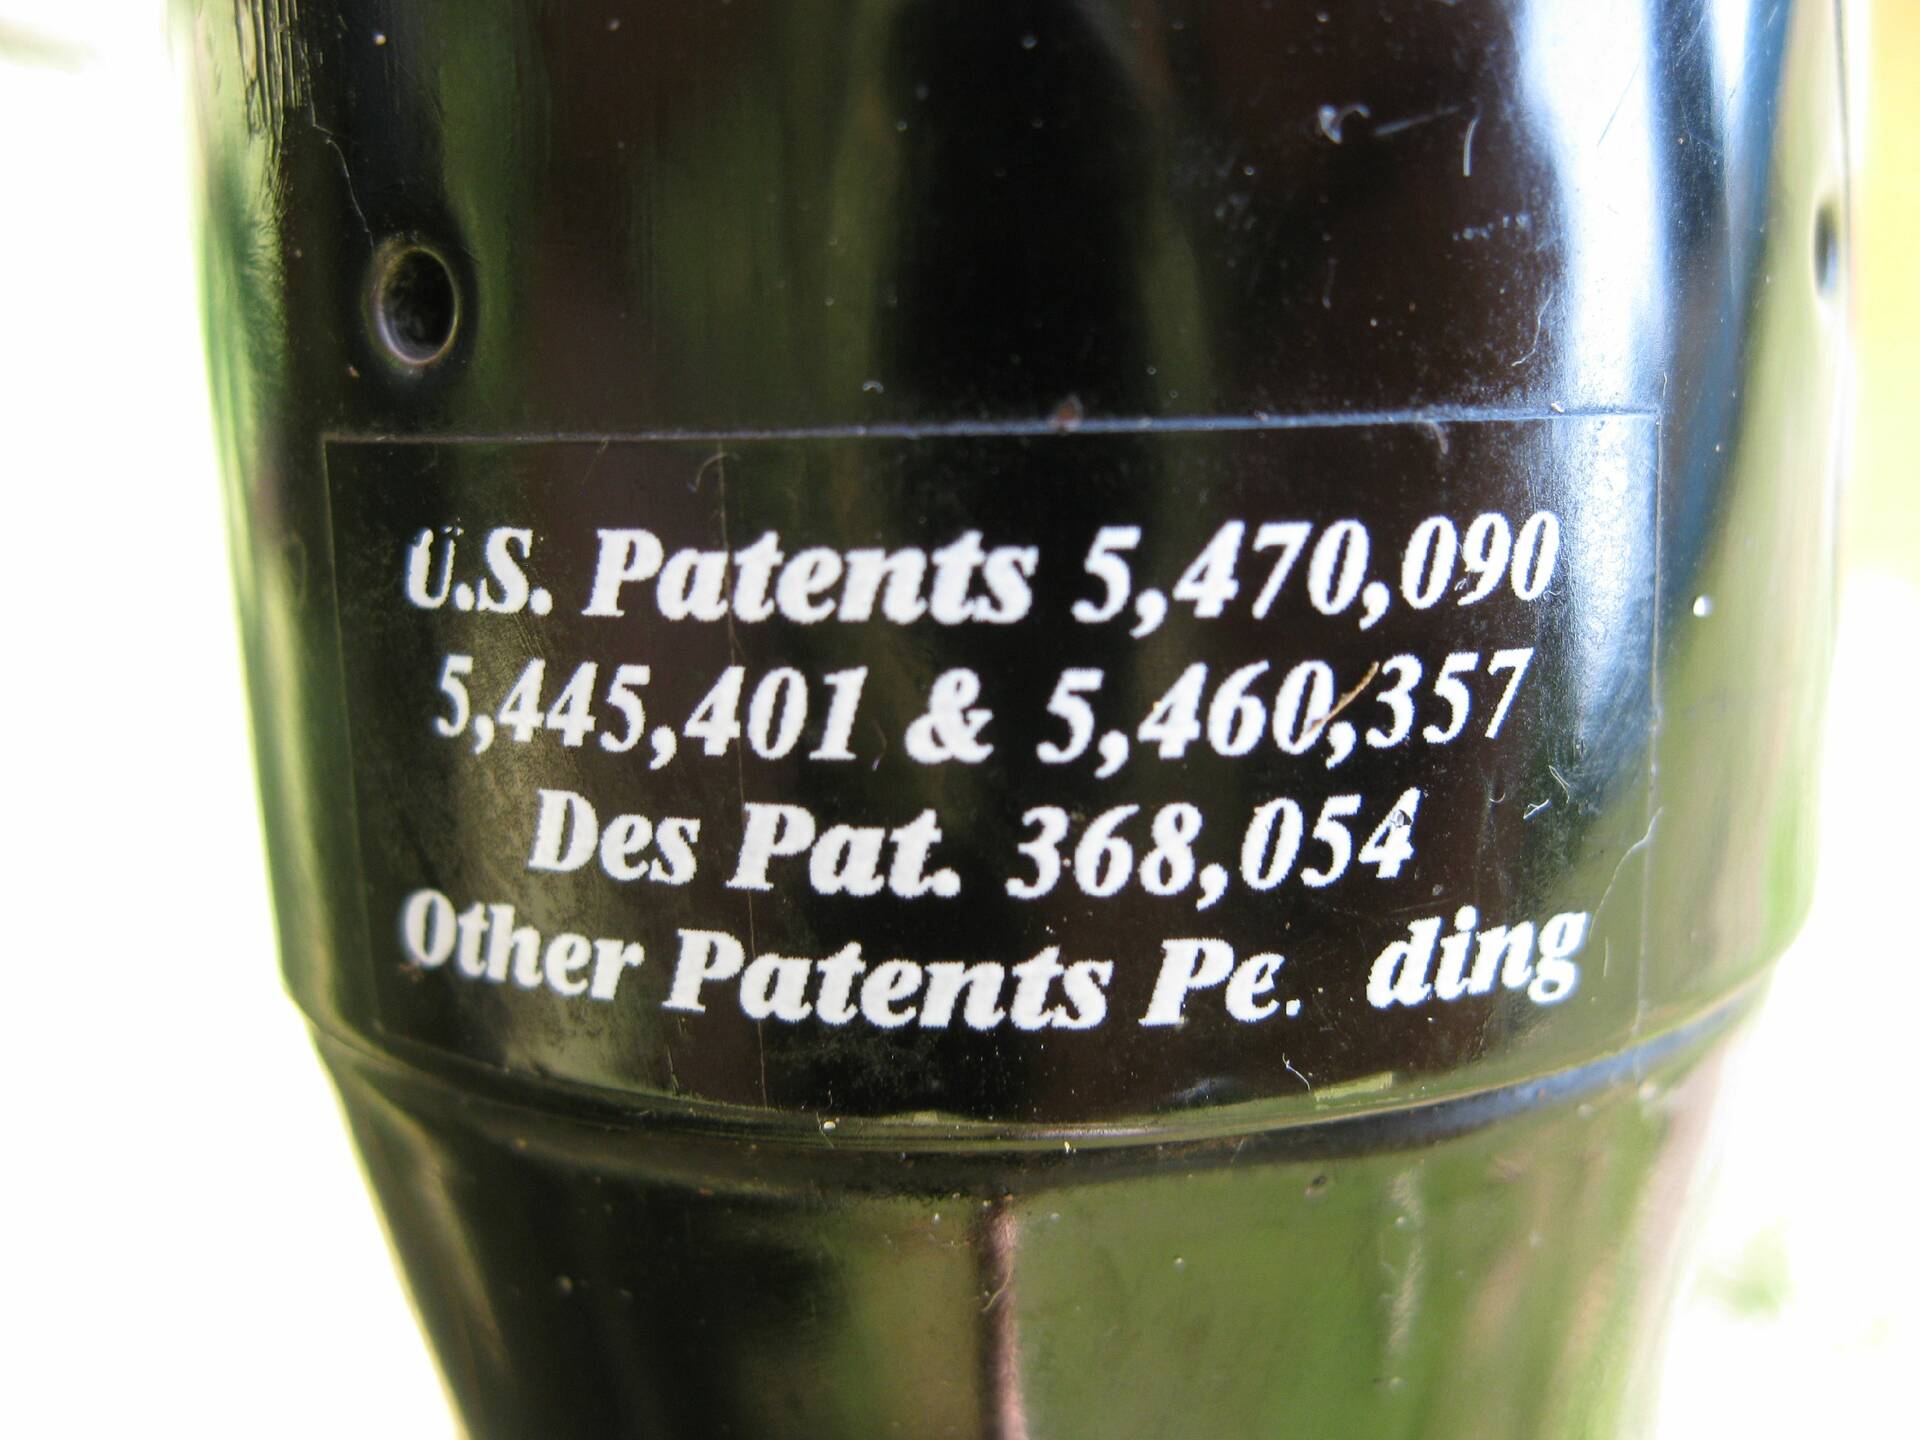 U.S. Patents 5,470,090
5,445,401 & 5,460,357
Des Pat. 368,054
Other Patents Pe. ding